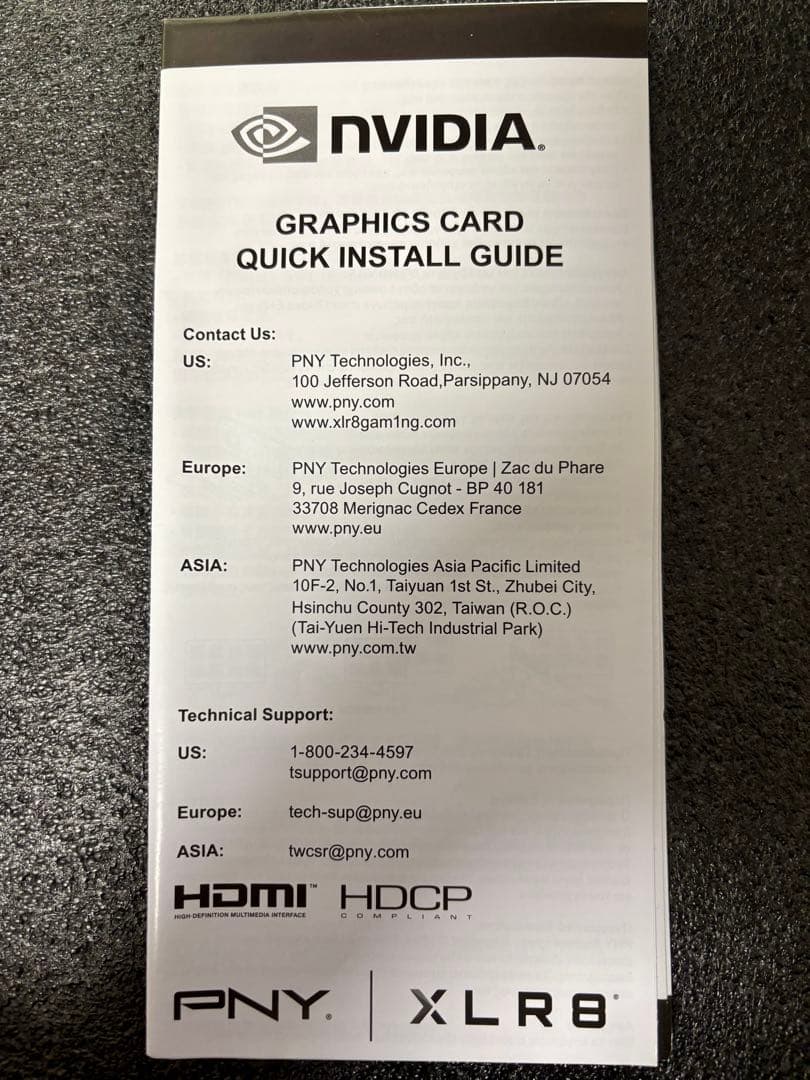 NVIDIA®
GRAPHICS CARD
QUICK INSTALL GUIDE
Contact Us:
US: PNY Technologies, Inc.,
100 Jefferson Road,Parsippany, NJ 07054
www.pny.com
www.xlr8gam1ng.com
Europe: PNY Technologies Europe | Zac du Phare
9, rue Joseph Cugnot - BP 40 181
33708 Merignac Cedex France
www.pny.eu
ASIA: PNY Technologies Asia Pacific Limited
10F-2, No.1, Taiyuan 1st St., Zhubei City,
Hsinchu County 302, Taiwan (R.O.C.)
(Tai-Yuen Hi-Tech Industrial Park)
www.pny.com.tw
Technical Support:
US: 1-800-234-4597
tsupport@pny.com
Europe: tech-sup@pny.eu
ASIA: twcsr@pny.com
HDMI™ HDCP
HIGH-DEFINITION MULTIMEDIA INTERFACE COMPLIANT
PNY® | XLR8®